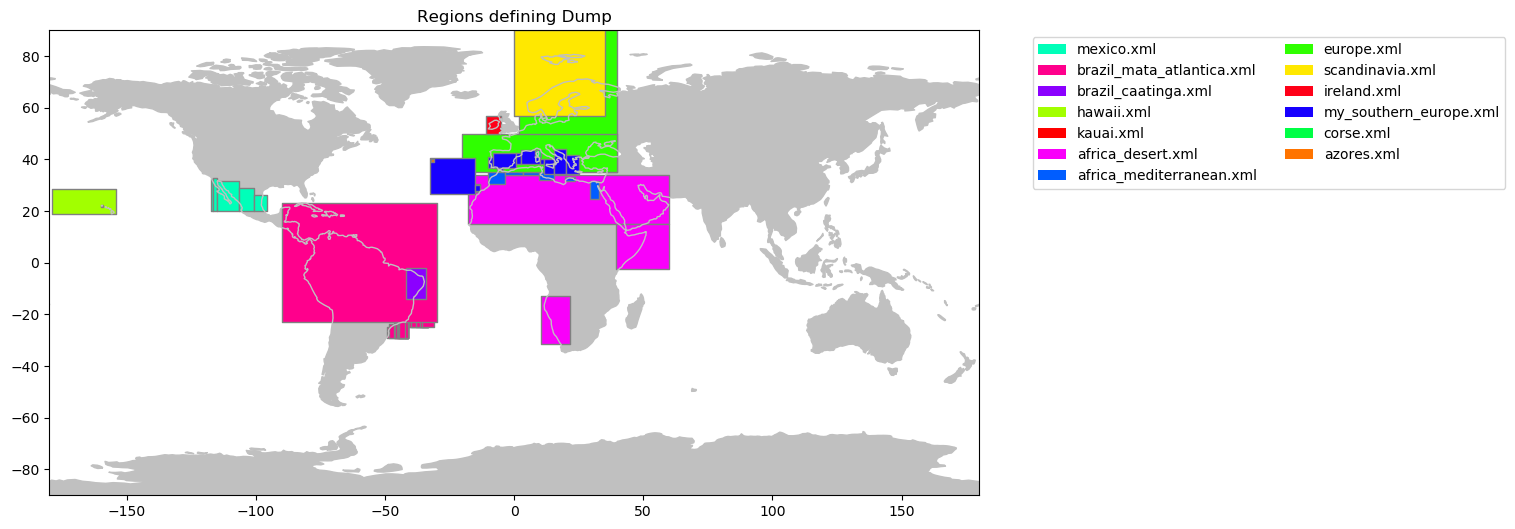 Regions defining Dump
80
60
40
20
0
−20
−40
−60
−80
−150
−100
−50
0
50
100
150
mexico.xml
brazil_mata_atlantica.xml
brazil_caatinga.xml
hawaii.xml
kauai.xml
africa_desert.xml
africa_mediterranean.xml
europe.xml
scandinavia.xml
ireland.xml
my_southern_europe.xml
corse.xml
azores.xml